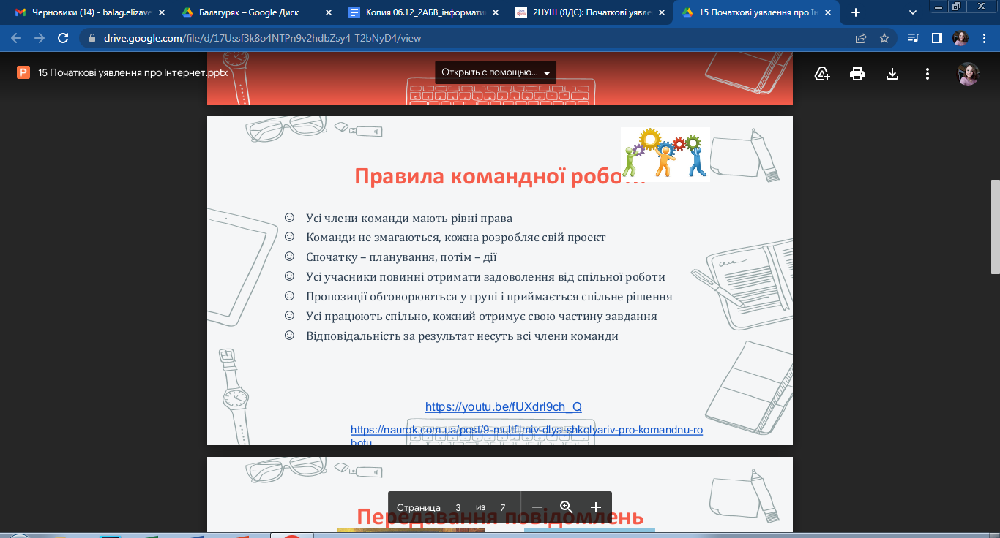 Черновики (14) - balag.elizave
Балагуряк – Google Диск
Копия 06.12_2АБВ_інформати
2НУШ (ЯДС): Початкові уявле
15 Початкові уявлення про Ін
drive.google.com/file/d/17Ussf3k8o4NTPn9v2hdbZsy4-T2bNyD4/view
P
15 Початкові уявлення про Інтернет.pptx
Открыть с помощью...
Правила командної робо
Усі члени команди мають рівні права
Команди не змагаються, кожна розробляє свій проект
Спочатку – планування, потім – дії
Усі учасники повинні отримати задоволення від спільної роботи
Пропозиції обговорюються у групі і приймається спільне рішення
Усі працюють спільно, кожний отримує свою частину завдання
Відповідальність за результат несуть всі члени команди
https://youtu.be/fUXdrl9ch_Q
https://naurok.com.ua/post/9-multfilmiv-dlya-shkolyariv-pro-komandnu-ro
botu
Страница 3 из 7
Передавання повідомлень